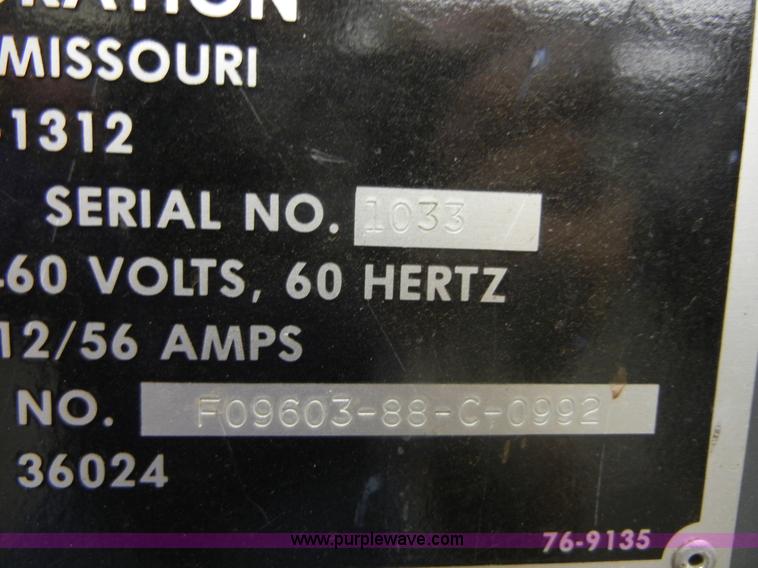 MISSOURI
1312
SERIAL NO. 1033
60 VOLTS, 60 HERTZ
12/56 AMPS
NO. F09603-88-C-0992
36024
76-9135
www.purplewave.com